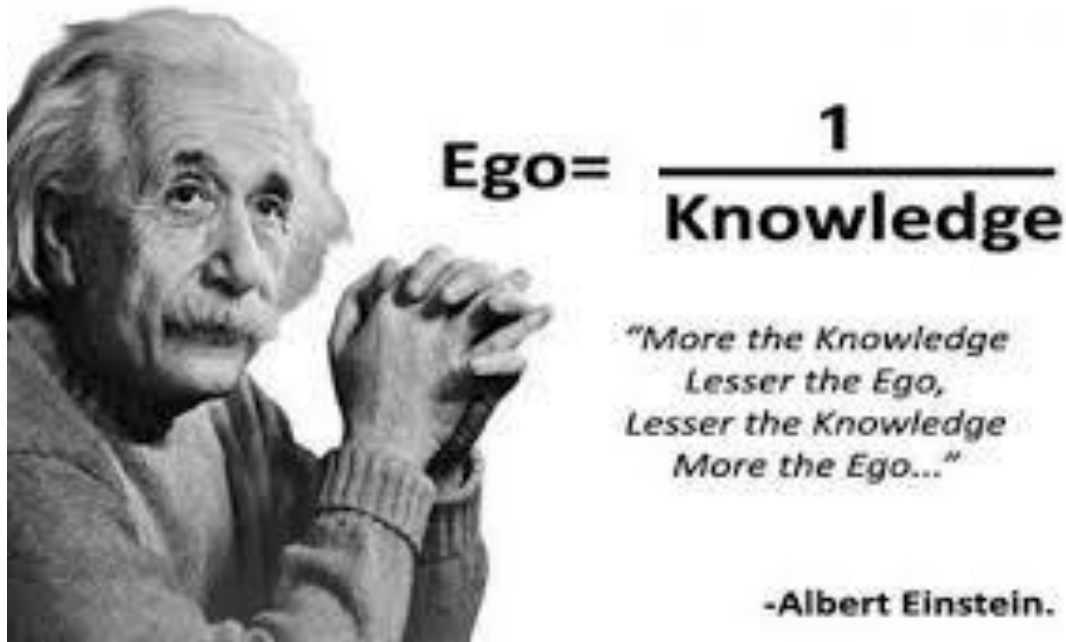 Ego= 1
Knowledge
"More the Knowledge
Lesser the Ego,
Lesser the Knowledge
More the Ego..."
-Albert Einstein.